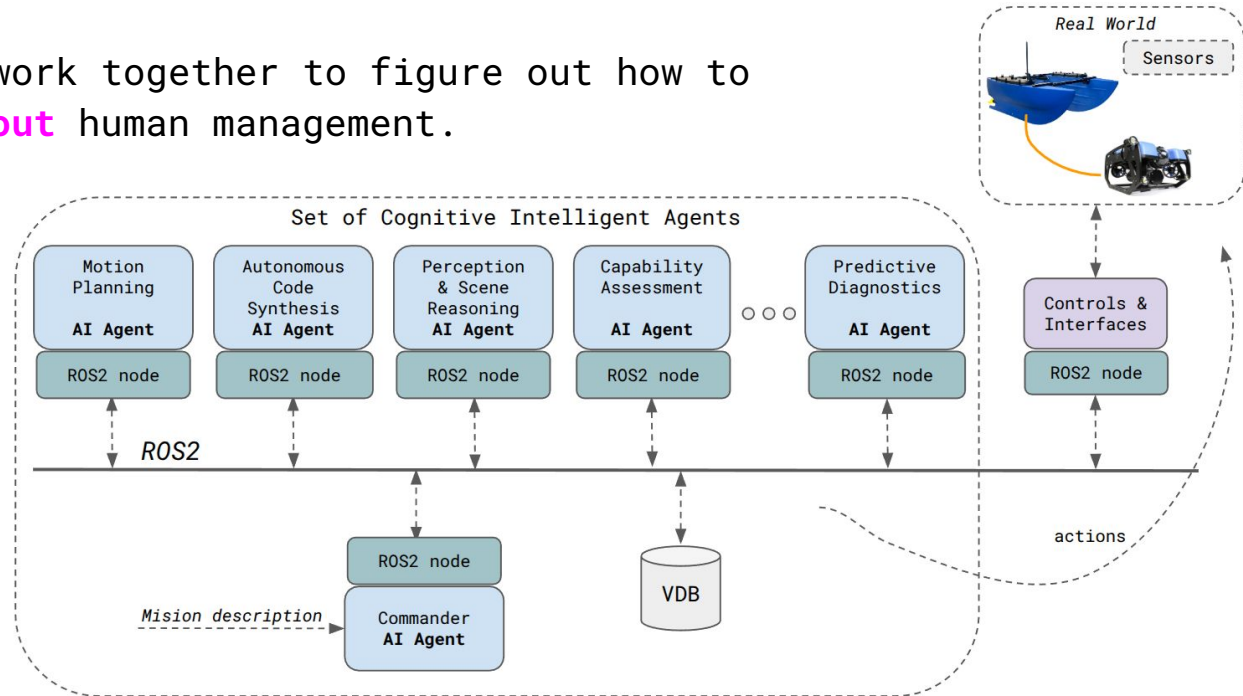 work together to figure out how to
out human management.
Real World
Sensors
Set of Cognitive Intelligent Agents
Motion
Planning
AI Agent
ROS2 node
Autonomous
Code
Synthesis
AI Agent
ROS2 node
Perception
& Scene
Reasoning
AI Agent
ROS2 node
Capability
Assessment
AI Agent
ROS2 node
Predictive
Diagnostics
AI Agent
ROS2 node
Controls &
Interfaces
ROS2 node
ROS2
ROS2 node
Commander
AI Agent
Mision description
VDB
actions